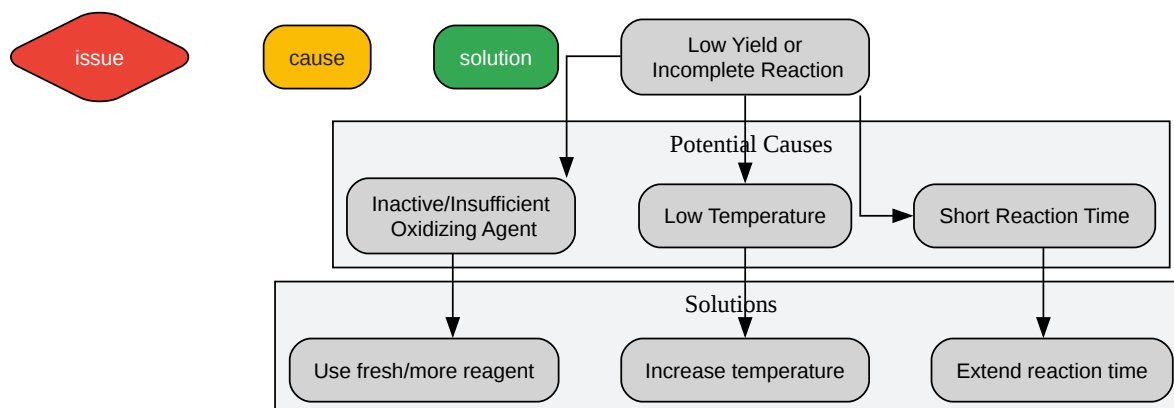 issue
cause
solution
Low Yield or
Incomplete Reaction
Potential Causes
Inactive/Insufficient
Oxidizing Agent
Low Temperature
Short Reaction Time
Solutions
Use fresh/more reagent
Increase temperature
Extend reaction time